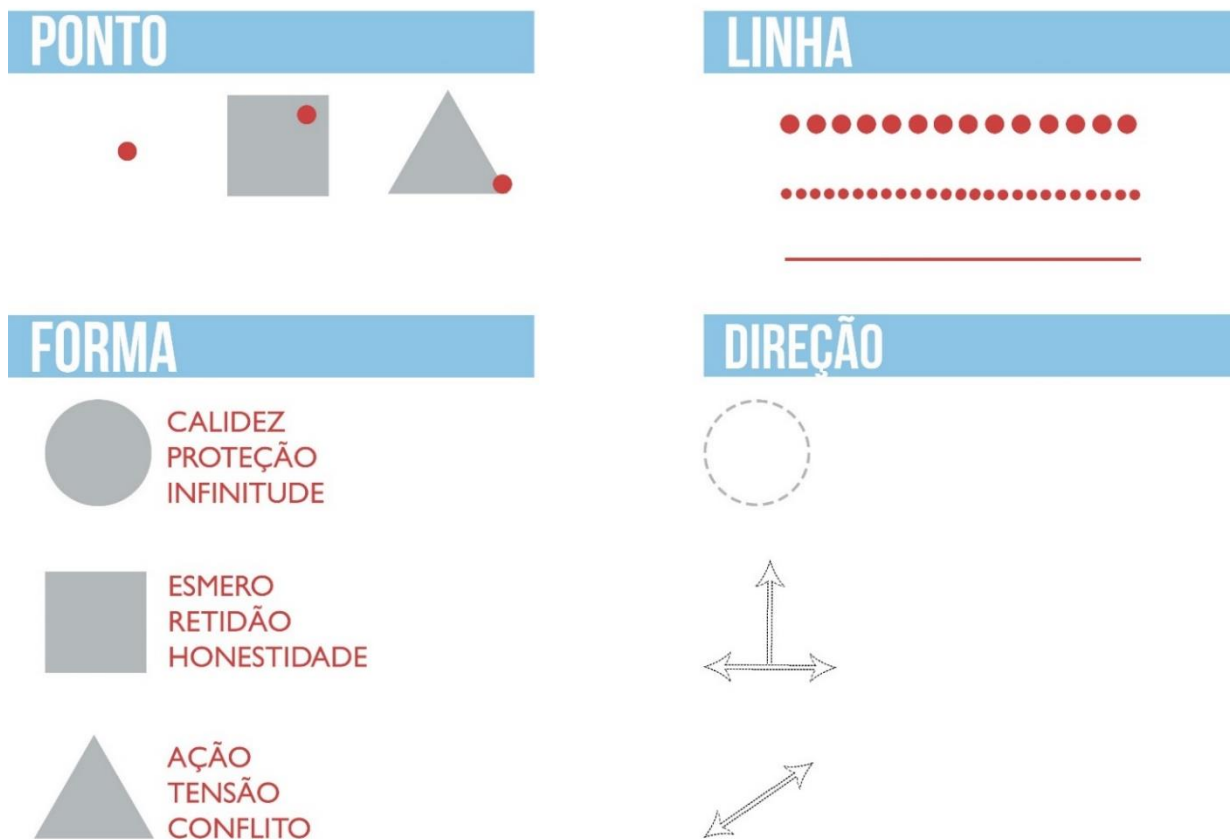 PONTO
LINHA
FORMA
CALIDEZ
PROTEÇÃO
INFINITUDE
ESMERO
RETIDÃO
HONESTIDADE
AÇÃO
TENSÃO
CONFLITO
DIREÇÃO